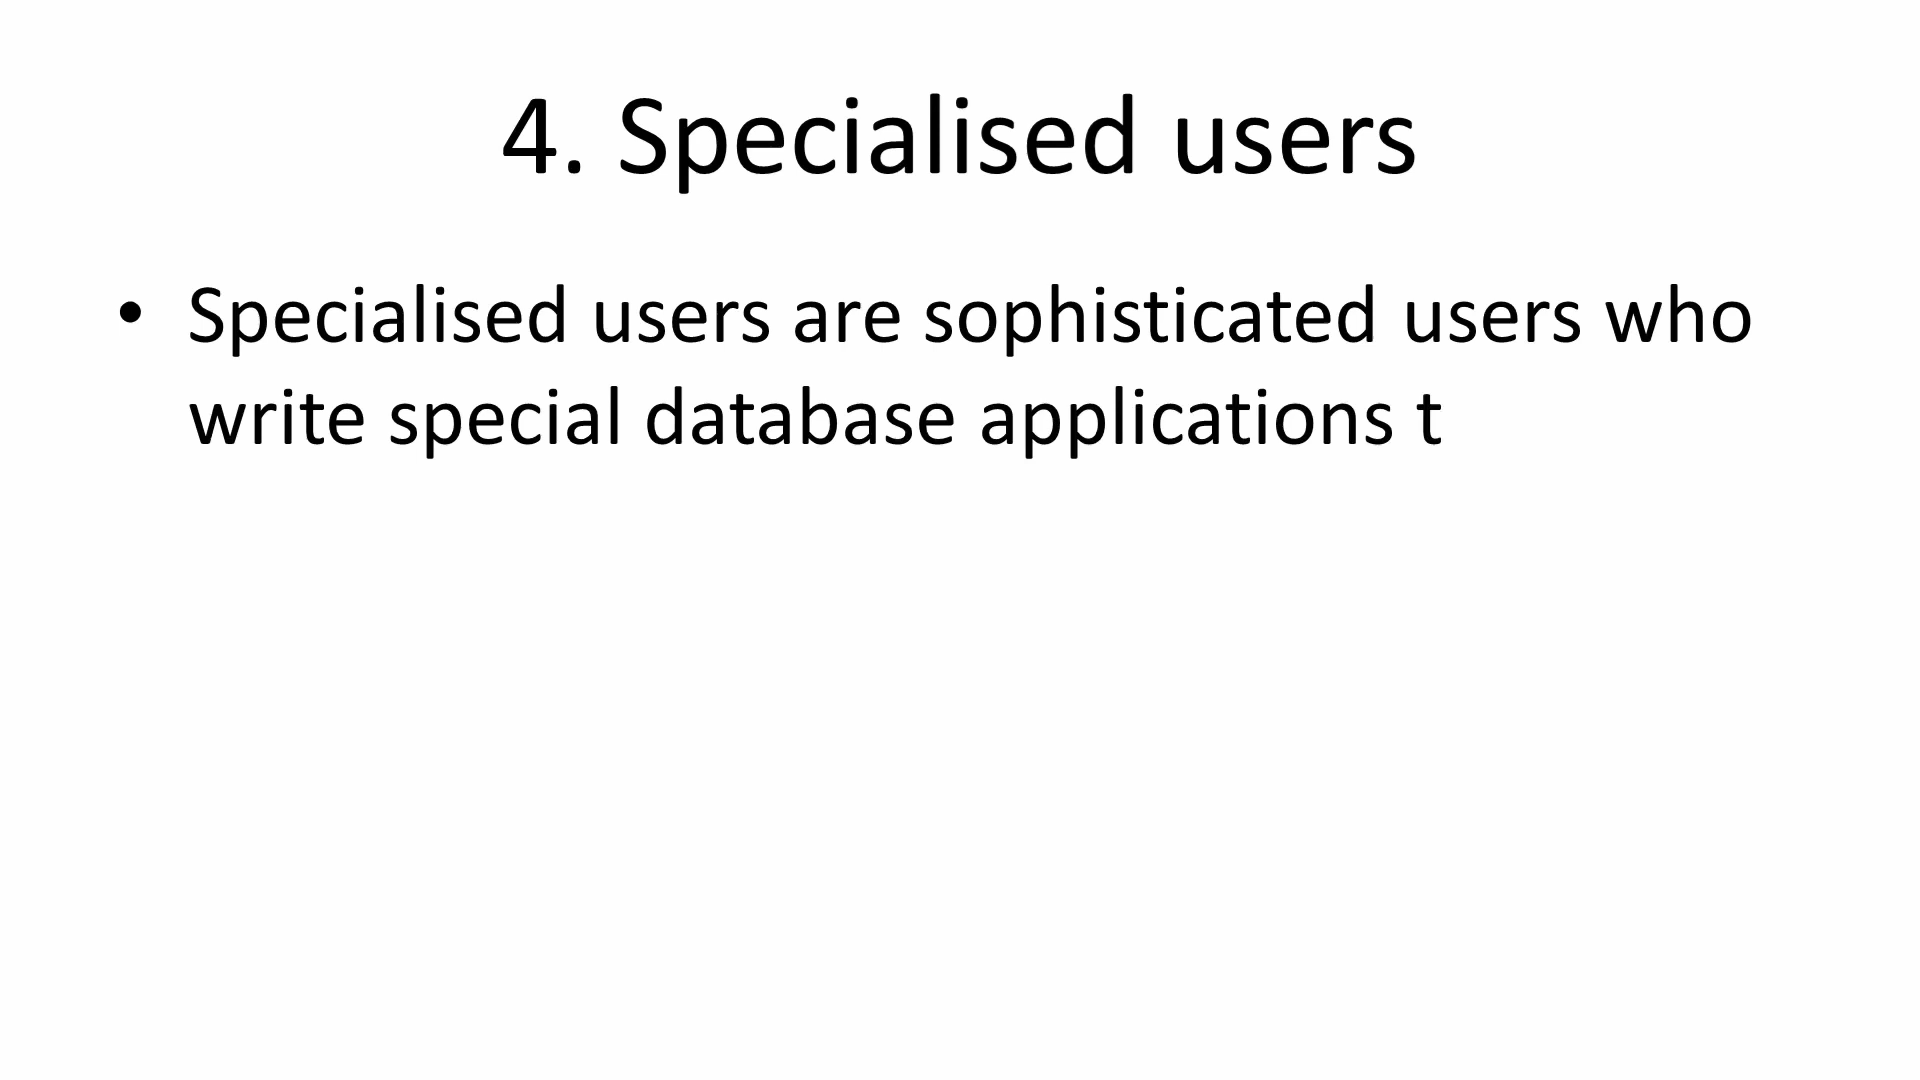 4. Specialised users
• Specialised users are sophisticated users who
write special database applications t